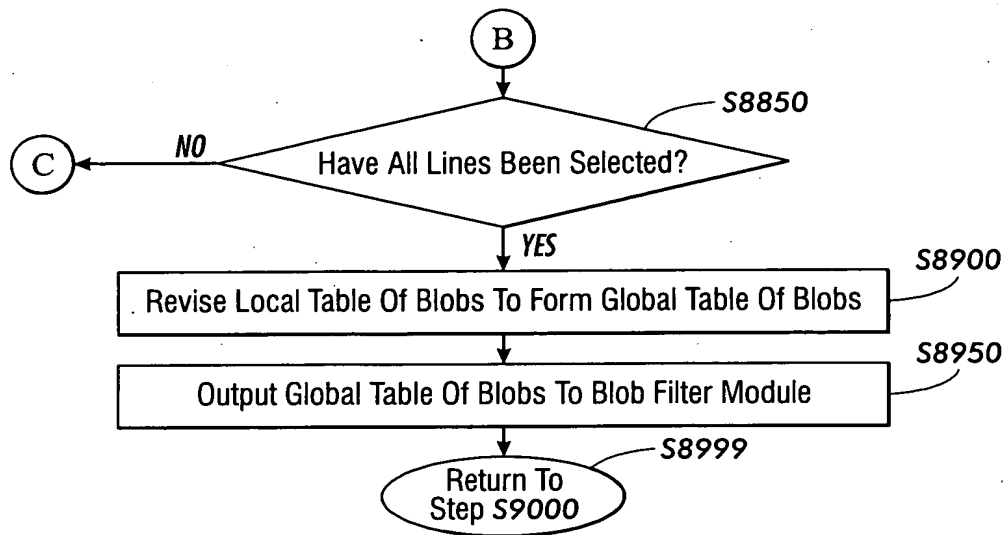 B
S8850
NO
C
Have All Lines Been Selected?
YES
S8900
Revise Local Table Of Blobs To Form Global Table Of Blobs
S8950
Output Global Table Of Blobs To Blob Filter Module
S8999
Return To
Step S9000